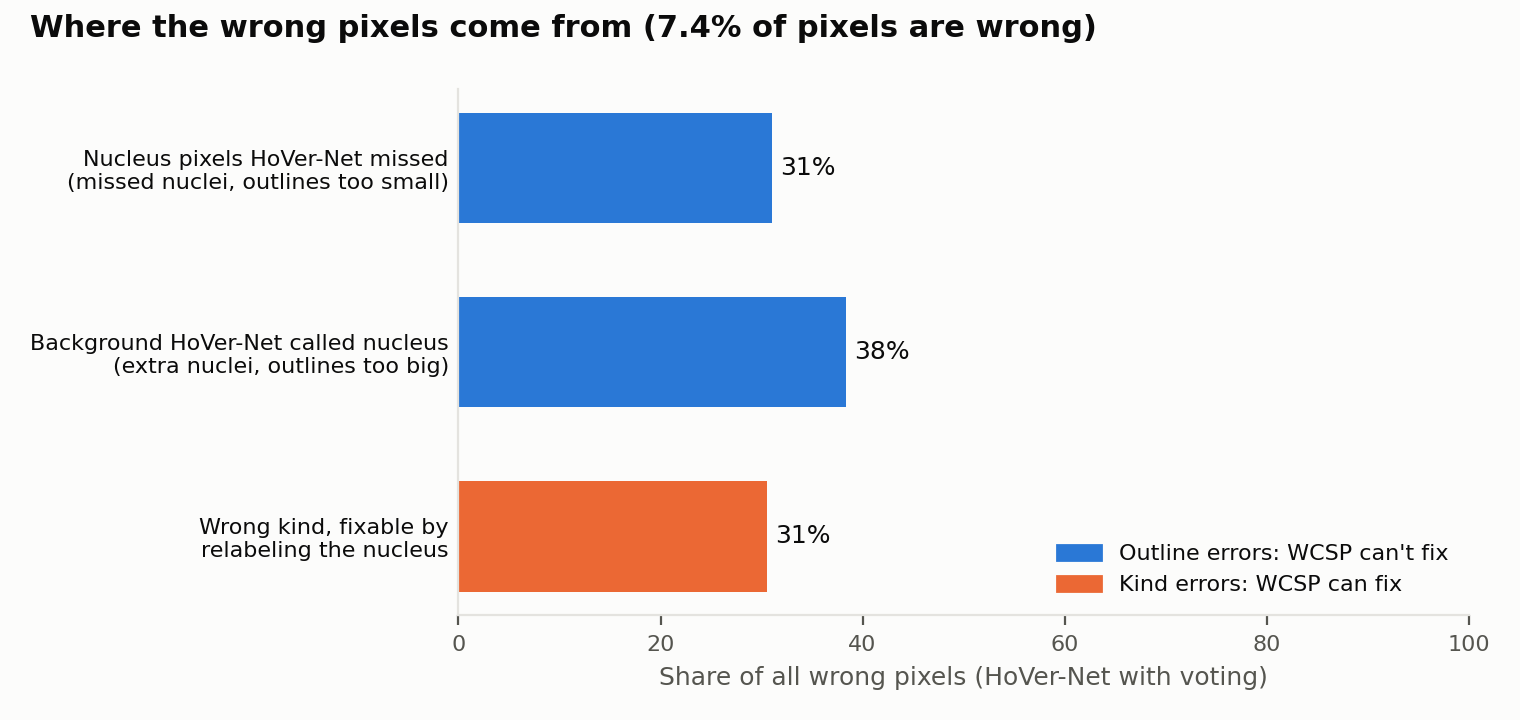 Where the wrong pixels come from (7.4% of pixels are wrong)
Nucleus pixels HoVer-Net missed
(missed nuclei, outlines too small)
31%
Background HoVer-Net called nucleus
(extra nuclei, outlines too big)
38%
Wrong kind, fixable by
relabeling the nucleus
31%
Outline errors: WCSP can't fix
Kind errors: WCSP can fix
0 20 40 60 80 100
Share of all wrong pixels (HoVer-Net with voting)